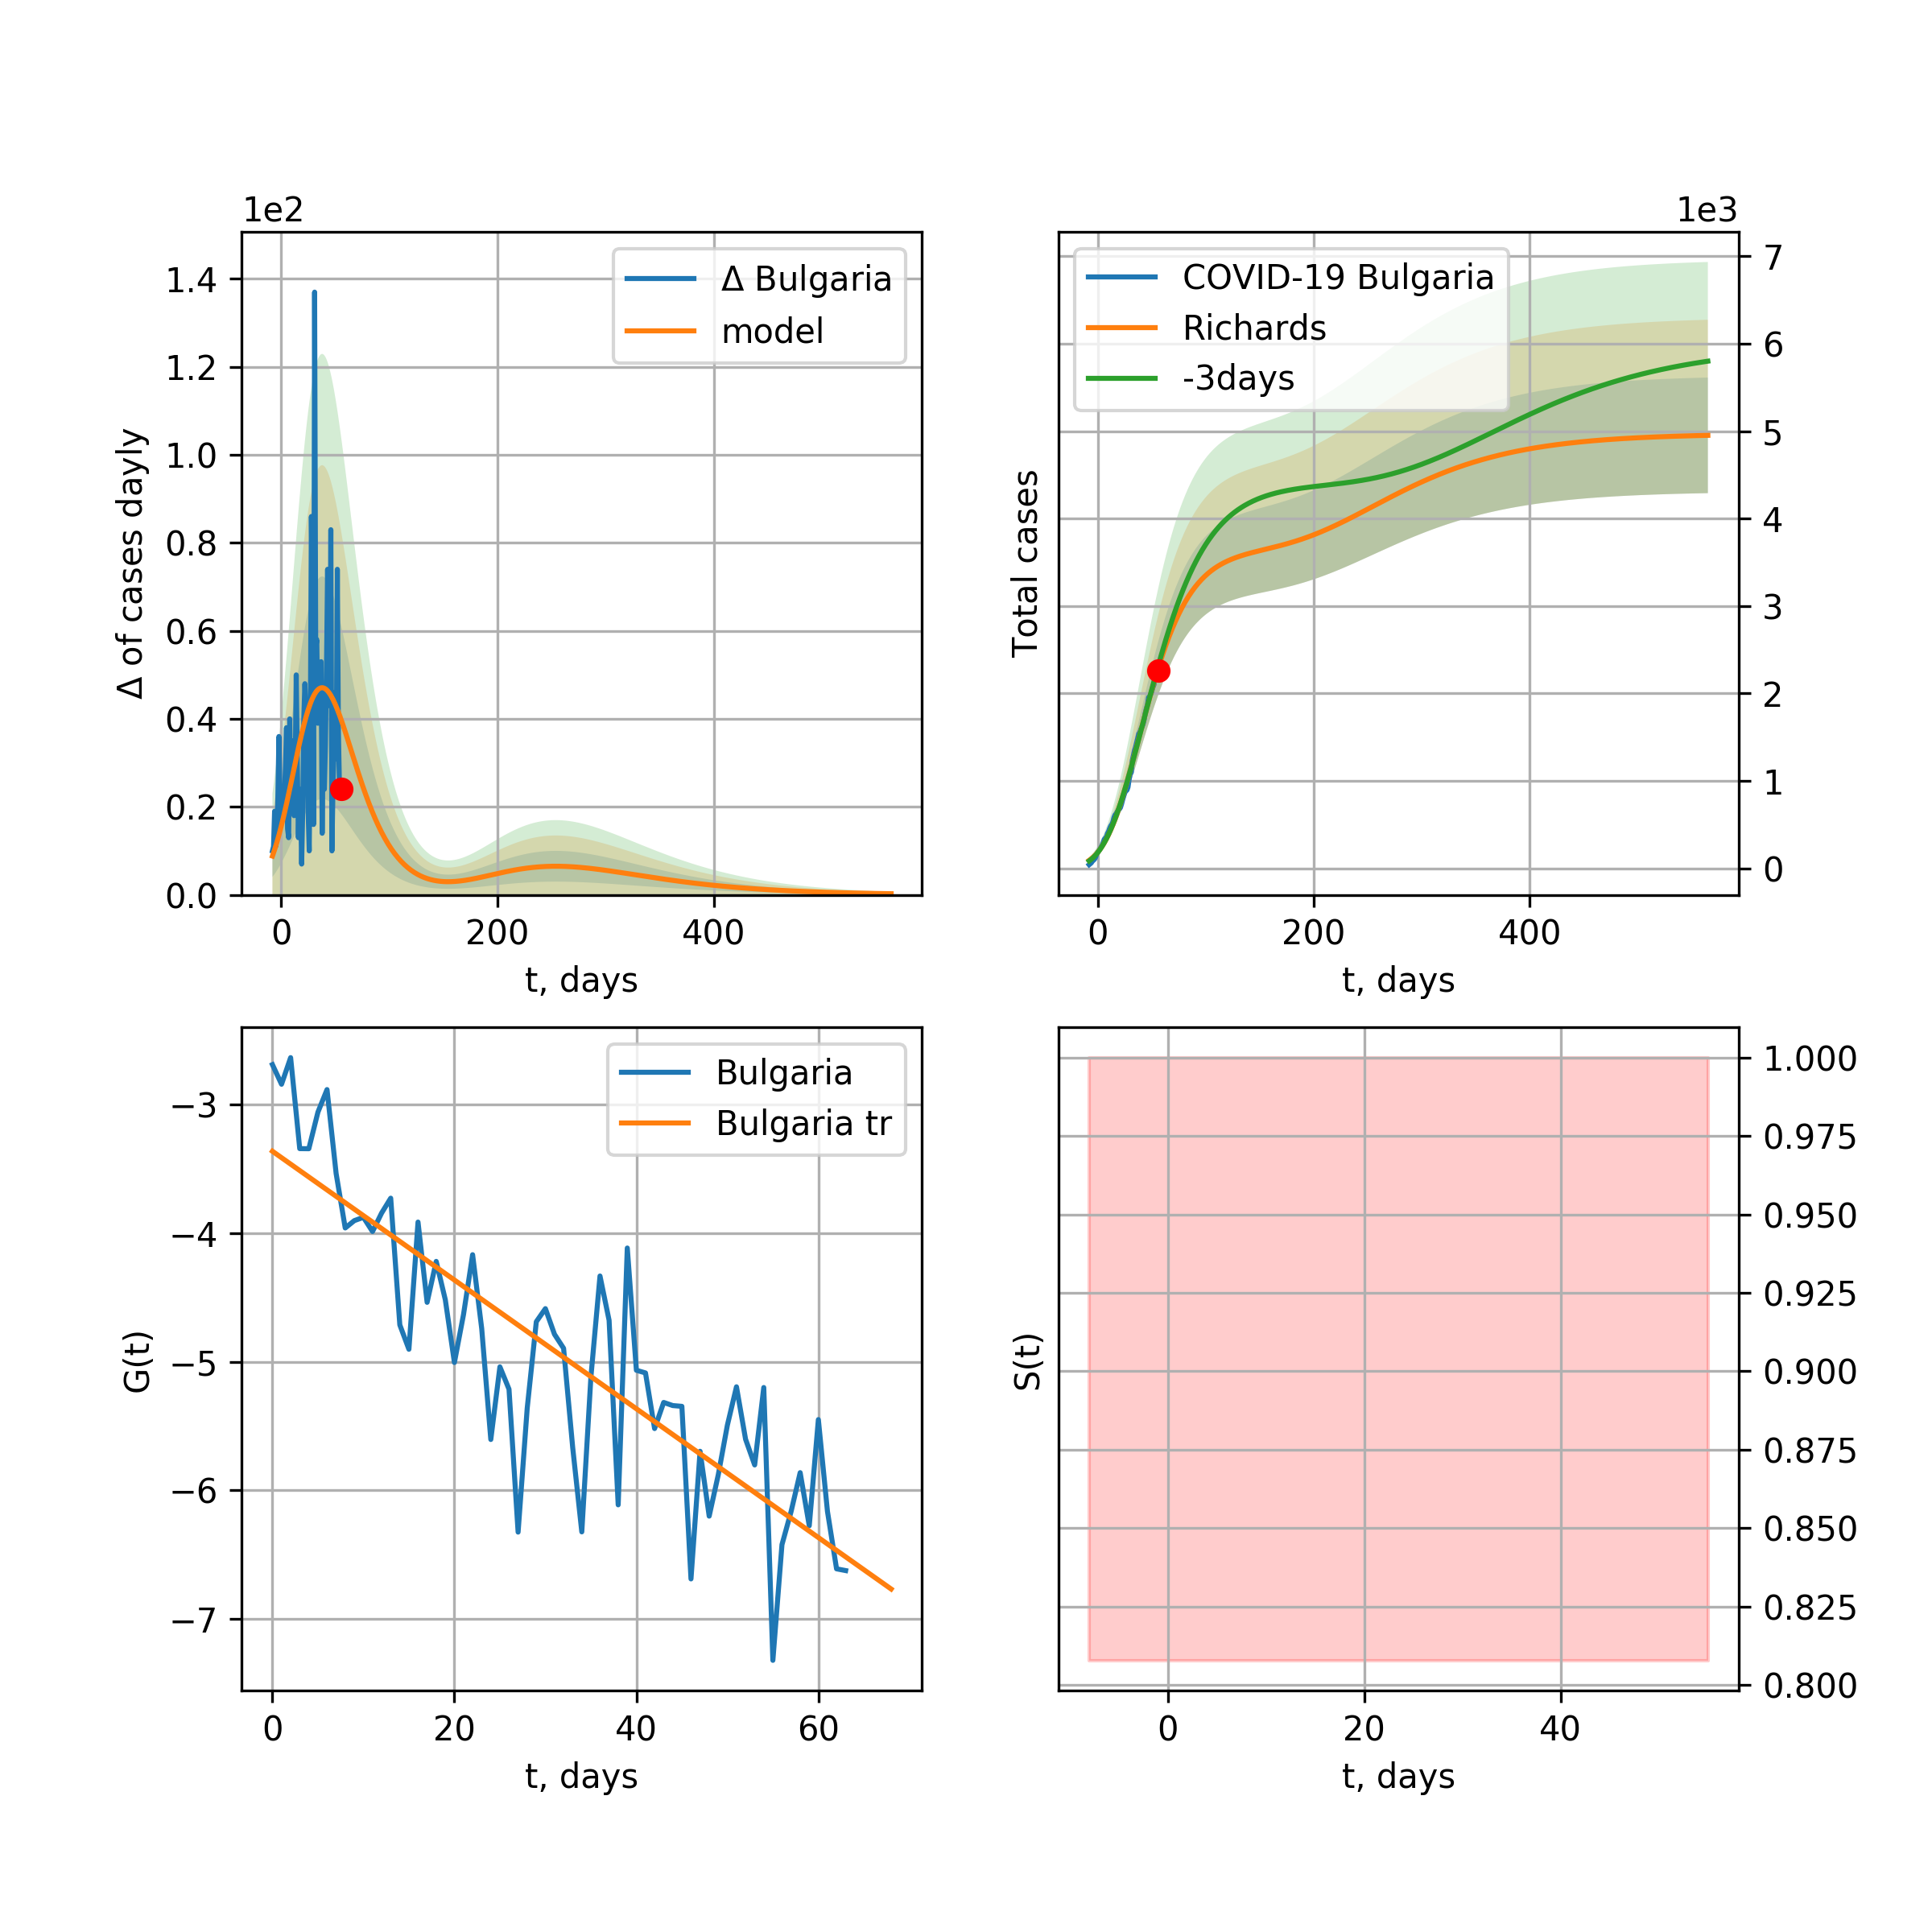 1e2
Δ of cases dayly
1.4
1.2
1.0
0.8
0.6
0.4
0.2
0.0
Δ Bulgaria
model
0 200 400
t, days
1e3
Total cases
COVID-19 Bulgaria
Richards
-3days
7
6
5
4
3
2
1
0
0 200 400
t, days
G(t)
−3
−4
−5
−6
−7
Bulgaria
Bulgaria tr
0 20 40 60
t, days
S(t)
1.000
0.975
0.950
0.925
0.900
0.875
0.850
0.825
0.800
0 20 40
t, days